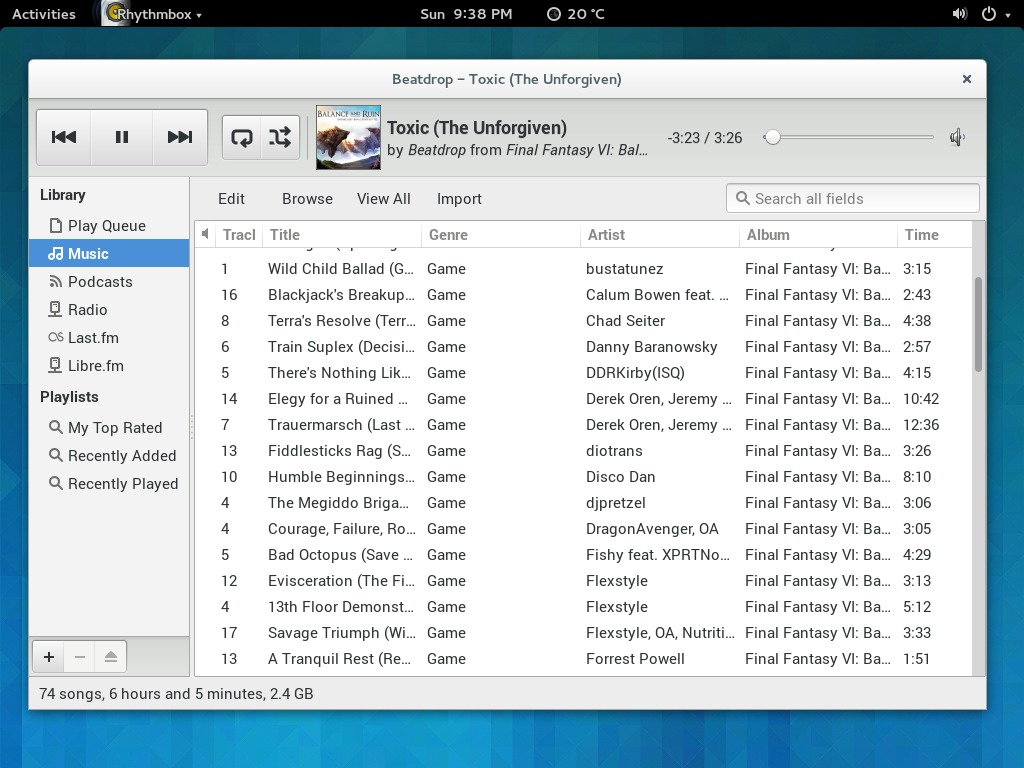 Activities Rhythmbox Sun 9:38 PM 20 °C
Beatdrop – Toxic (The Unforgiven) ×
BALANCE AND RUIN
Toxic (The Unforgiven)
by Beatdrop from Final Fantasy VI: Bal...
-3:23 / 3:26
Library
Play Queue
Music
Podcasts
Radio
Last.fm
Libre.fm
Playlists
My Top Rated
Recently Added
Recently Played
Edit Browse View All Import Search all fields
Tracl Title Genre Artist Album Time
1 Wild Child Ballad (G... Game bustatunez Final Fantasy VI: Ba... 3:15
16 Blackjack's Breakup... Game Calum Bowen feat. ... Final Fantasy VI: Ba... 2:43
8 Terra's Resolve (Terr... Game Chad Seiter Final Fantasy VI: Ba... 4:38
6 Train Suplex (Decisi... Game Danny Baranowsky Final Fantasy VI: Ba... 2:57
5 There's Nothing Lik... Game DDRKirby(ISQ) Final Fantasy VI: Ba... 4:15
14 Elegy for a Ruined ... Game Derek Oren, Jeremy ... Final Fantasy VI: Ba... 10:42
7 Trauermarsch (Last ... Game Derek Oren, Jeremy ... Final Fantasy VI: Ba... 12:36
13 Fiddlesticks Rag (S... Game diotrans Final Fantasy VI: Ba... 3:26
10 Humble Beginnings... Game Disco Dan Final Fantasy VI: Ba... 8:10
4 The Megiddo Briga... Game djpretzel Final Fantasy VI: Ba... 3:06
4 Courage, Failure, Ro... Game DragonAvenger, OA Final Fantasy VI: Ba... 3:05
5 Bad Octopus (Save ... Game Fishy feat. XPRTNo... Final Fantasy VI: Ba... 4:29
12 Evisceration (The Fi... Game Flexstyle Final Fantasy VI: Ba... 3:13
4 13th Floor Demonst... Game Flexstyle Final Fantasy VI: Ba... 5:12
17 Savage Triumph (Wi... Game Flexstyle, OA, Nutriti... Final Fantasy VI: Ba... 3:33
13 A Tranquil Rest (Re... Game Forrest Powell Final Fantasy VI: Ba... 1:51
74 songs, 6 hours and 5 minutes, 2.4 GB